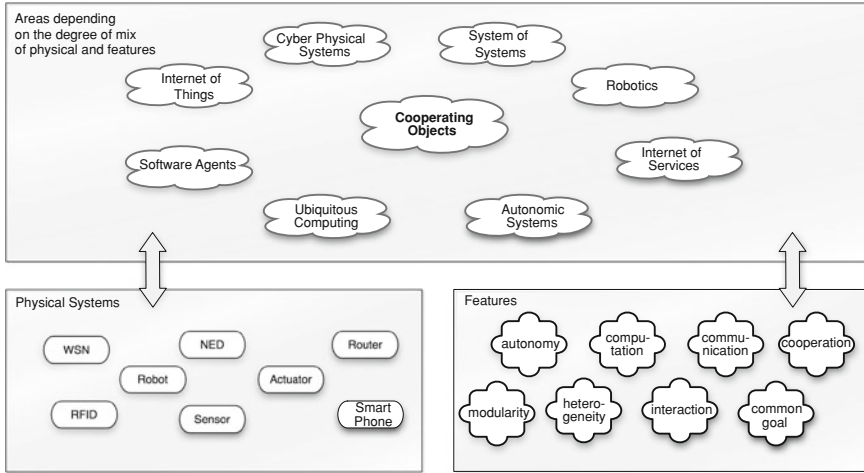 Areas depending
on the degree of mix
of physical and features
Cyber Physical
Systems
System of
Systems
Internet of
Things
Robotics
Cooperating
Objects
Software Agents
Internet of
Services
Ubiquitous
Computing
Autonomic
Systems
Physical Systems
WSN
NED
Router
Robot
Actuator
RFID
Sensor
Smart
Phone
Features
autonomy
compu-
tation
commu-
nication
cooperation
modularity
hetero-
geneity
interaction
common
goal